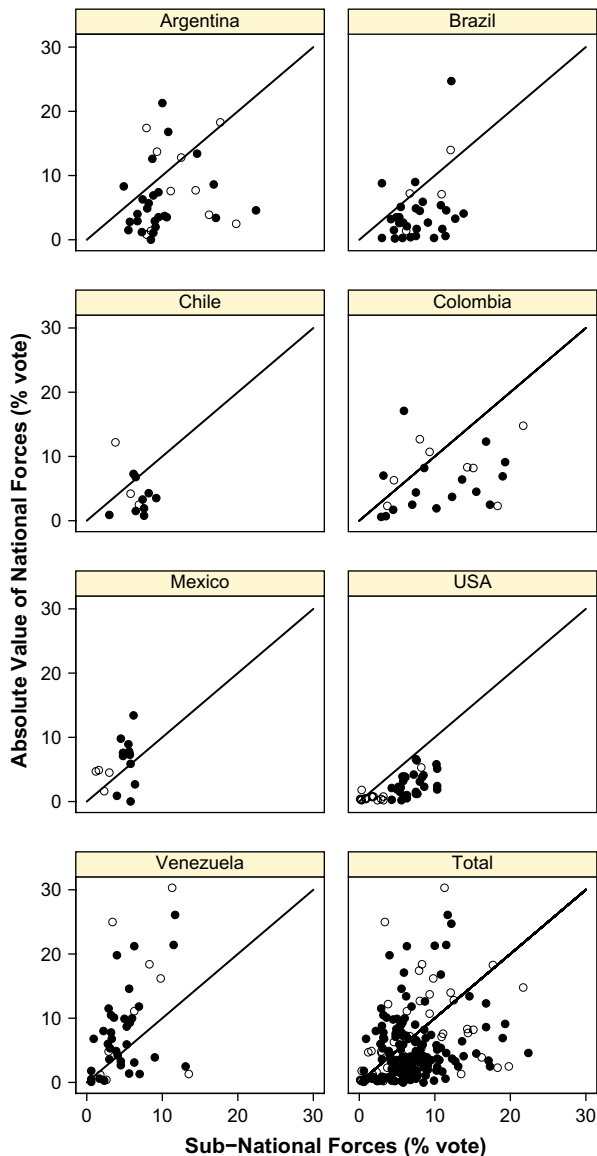 Argentina
Brazil
30
20
10
0
Chile
Colombia
30
20
10
0
Mexico
USA
30
20
10
0
Venezuela
Total
30
20
10
0
0
10
20
30
0
10
20
30
Absolute Value of National Forces (% vote)
Sub−National Forces (% vote)